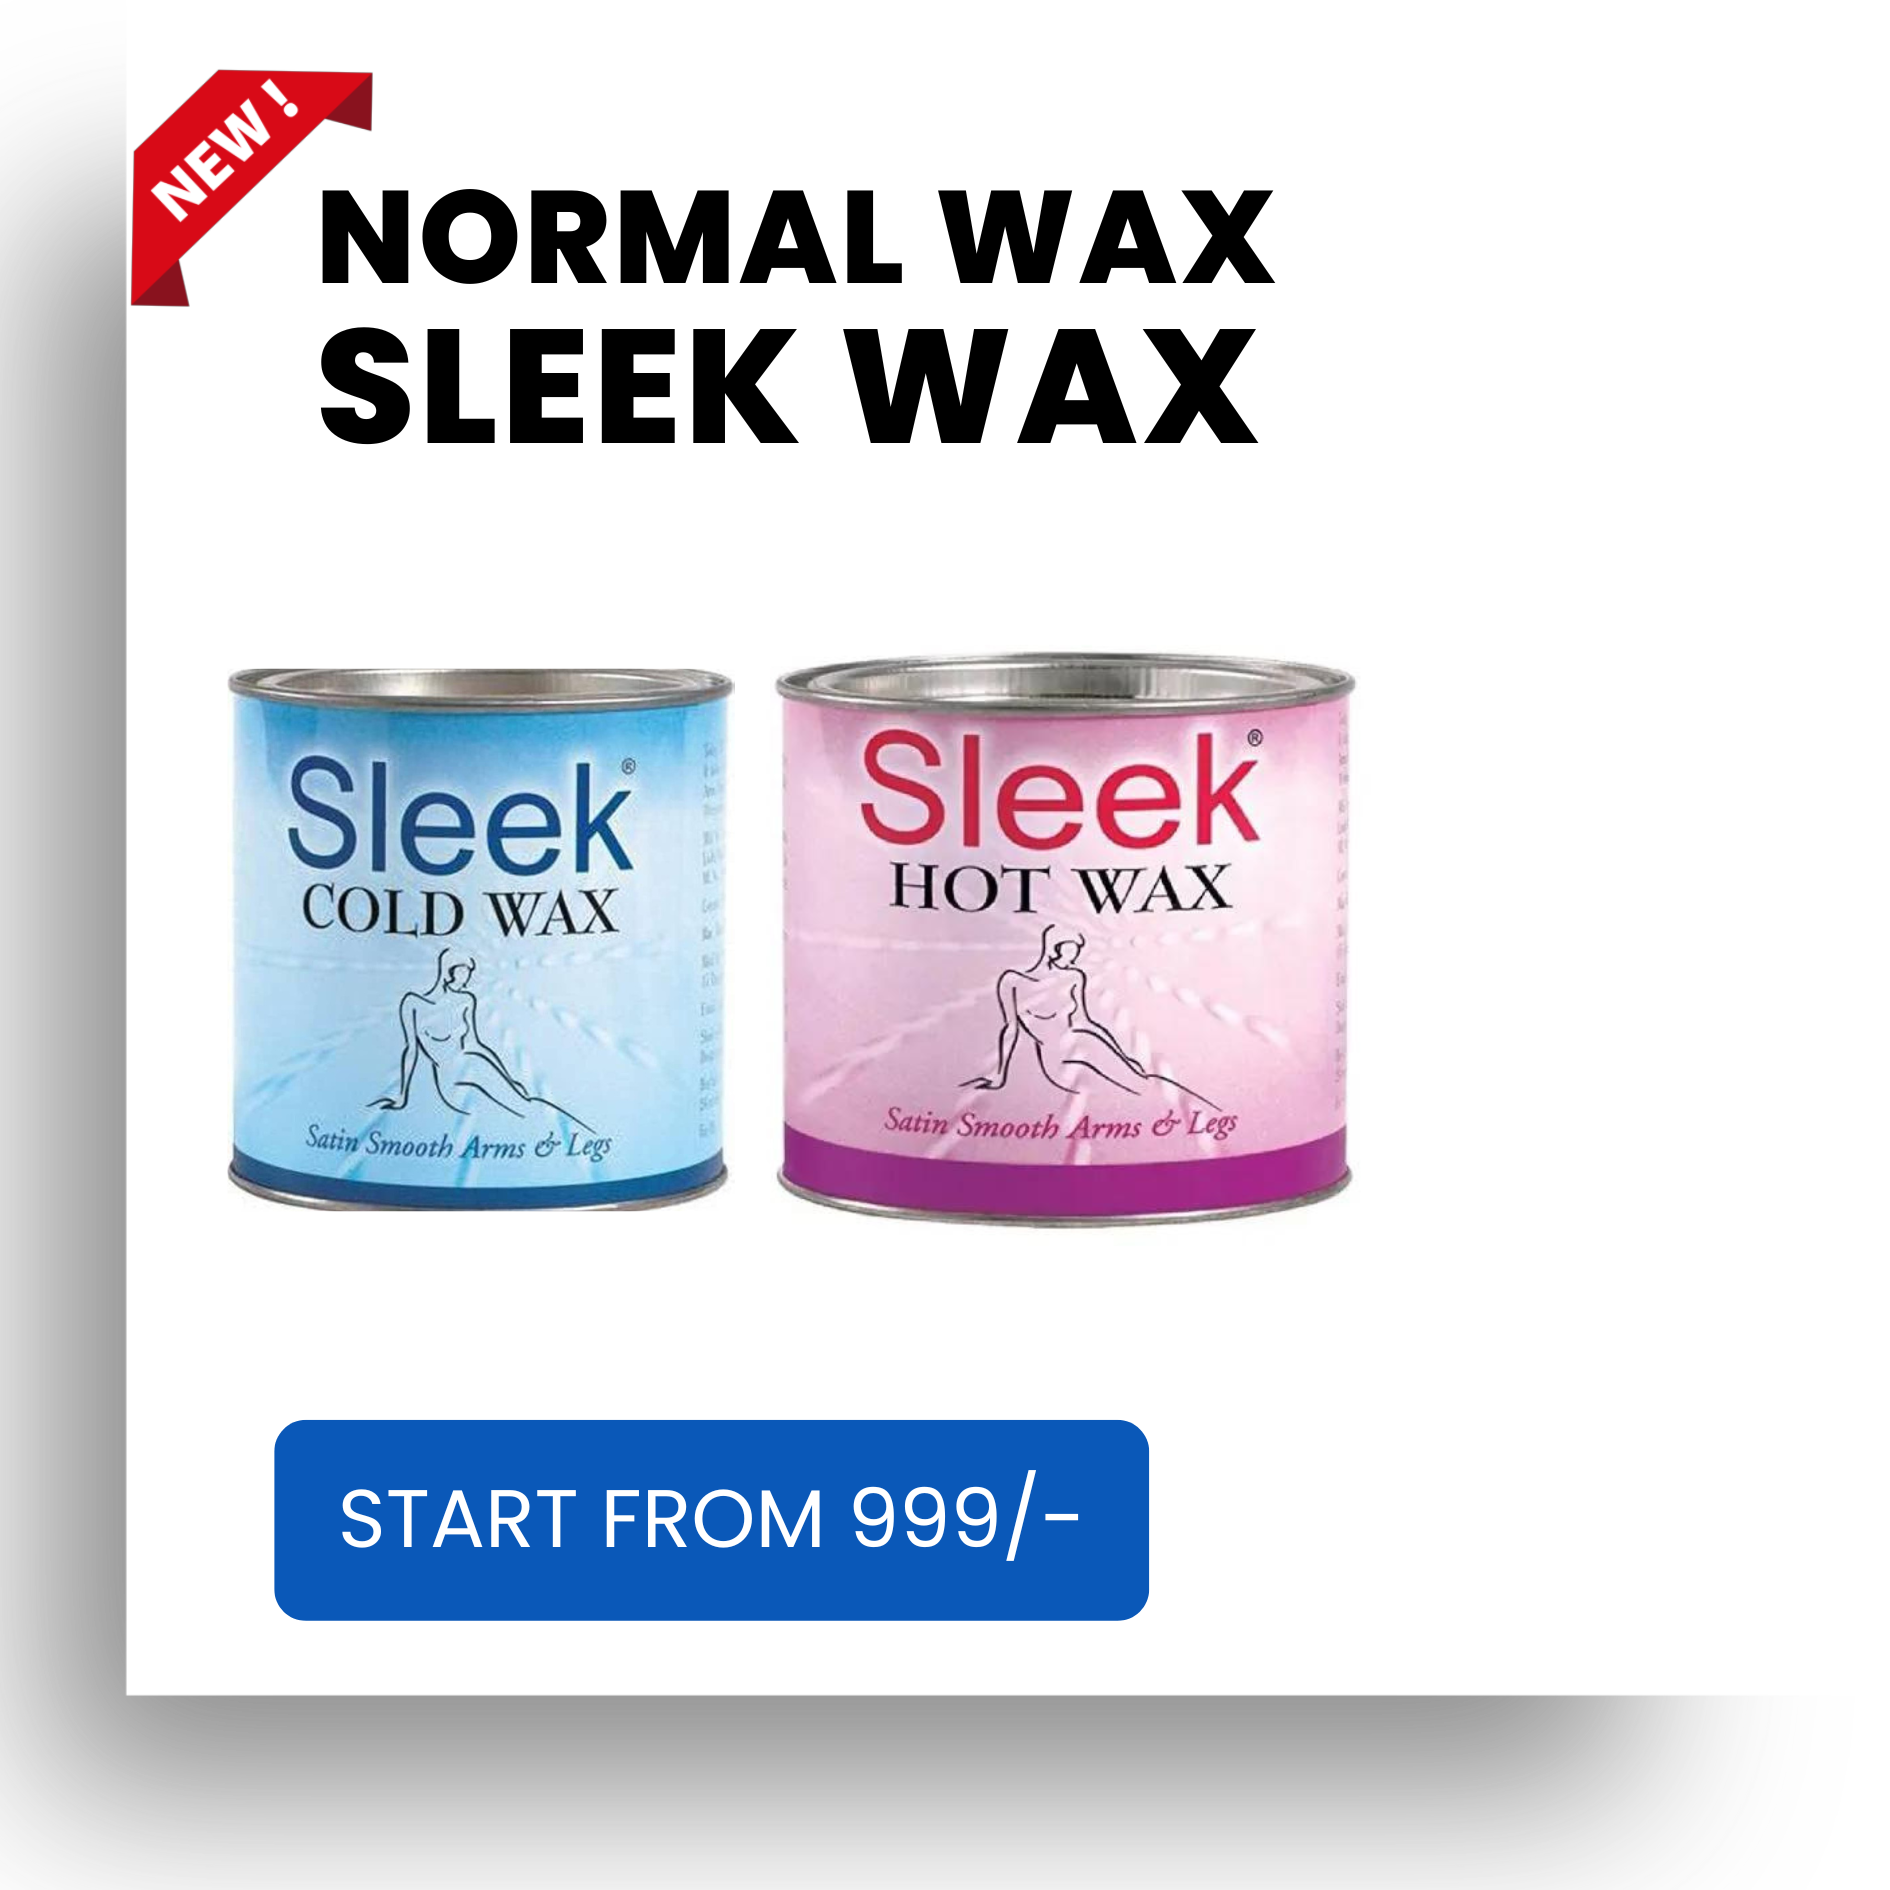 NEW!
NORMAL WAX
SLEEK WAX
Sleek®
COLD WAX
Satin Smooth Arms & Legs
Sleek®
HOT WAX
Satin Smooth Arms & Legs
START FROM 999/-